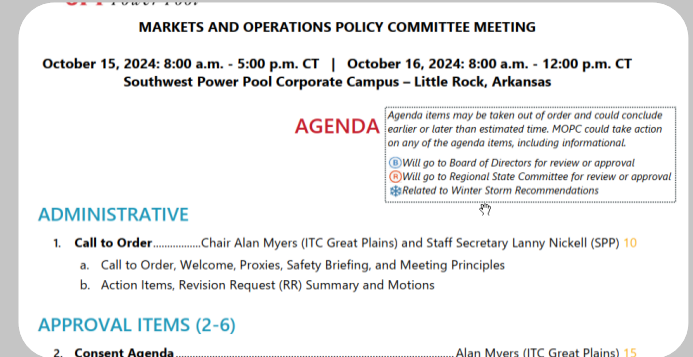 MARKETS AND OPERATIONS POLICY COMMITTEE MEETING
October 15, 2024: 8:00 a.m. - 5:00 p.m. CT | October 16, 2024: 8:00 a.m. - 12:00 p.m. CT
Southwest Power Pool Corporate Campus – Little Rock, Arkansas
AGENDA
Agenda items may be taken out of order and could conclude
earlier or later than estimated time. MOPC could take action
on any of the agenda items, including informational.
Ⓑ Will go to Board of Directors for review or approval
Ⓡ Will go to Regional State Committee for review or approval
Related to Winter Storm Recommendations
ADMINISTRATIVE
1. Call to Order................Chair Alan Myers (ITC Great Plains) and Staff Secretary Lanny Nickell (SPP) 10
a. Call to Order, Welcome, Proxies, Safety Briefing, and Meeting Principles
b. Action Items, Revision Request (RR) Summary and Motions
APPROVAL ITEMS (2-6)
2. Consent Agenda................Alan Myers (ITC Great Plains) 15